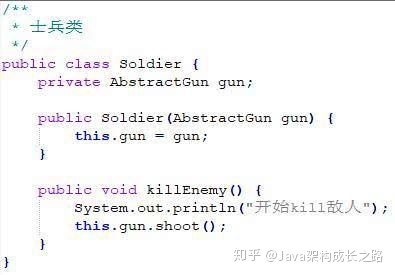 /**
 * 士兵类
 */
public class Soldier {
    private AbstractGun gun;

    public Soldier(AbstractGun gun) {
        this.gun = gun;
    }

    public void killEnemy() {
        System.out.println("开始kill敌人");
        this.gun.shoot();
    }
}
知乎 @Java架构成长之路